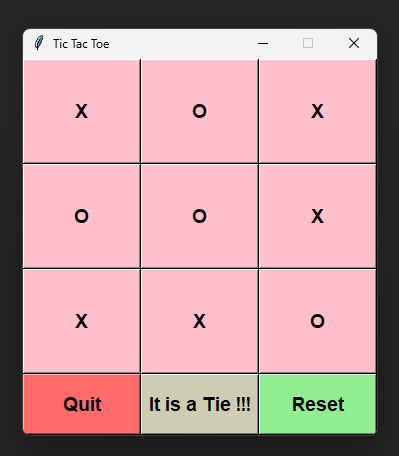 Tic Tac Toe
X O X
O O X
X X O
Quit It is a Tie !!! Reset